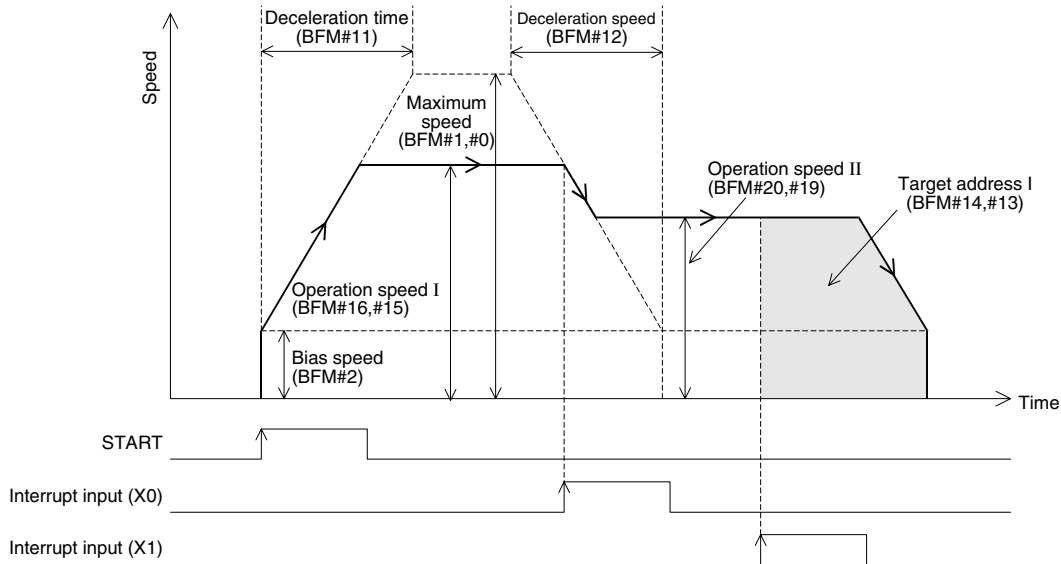 Deceleration time
(BFM#11)
Deceleration speed
(BFM#12)
Speed
Maximum
speed
(BFM#1,#0)
Operation speed II
(BFM#20,#19)
Target address I
(BFM#14,#13)
Operation speed I
(BFM#16,#15)
Bias speed
(BFM#2)
Time
START
Interrupt input (X0)
Interrupt input (X1)